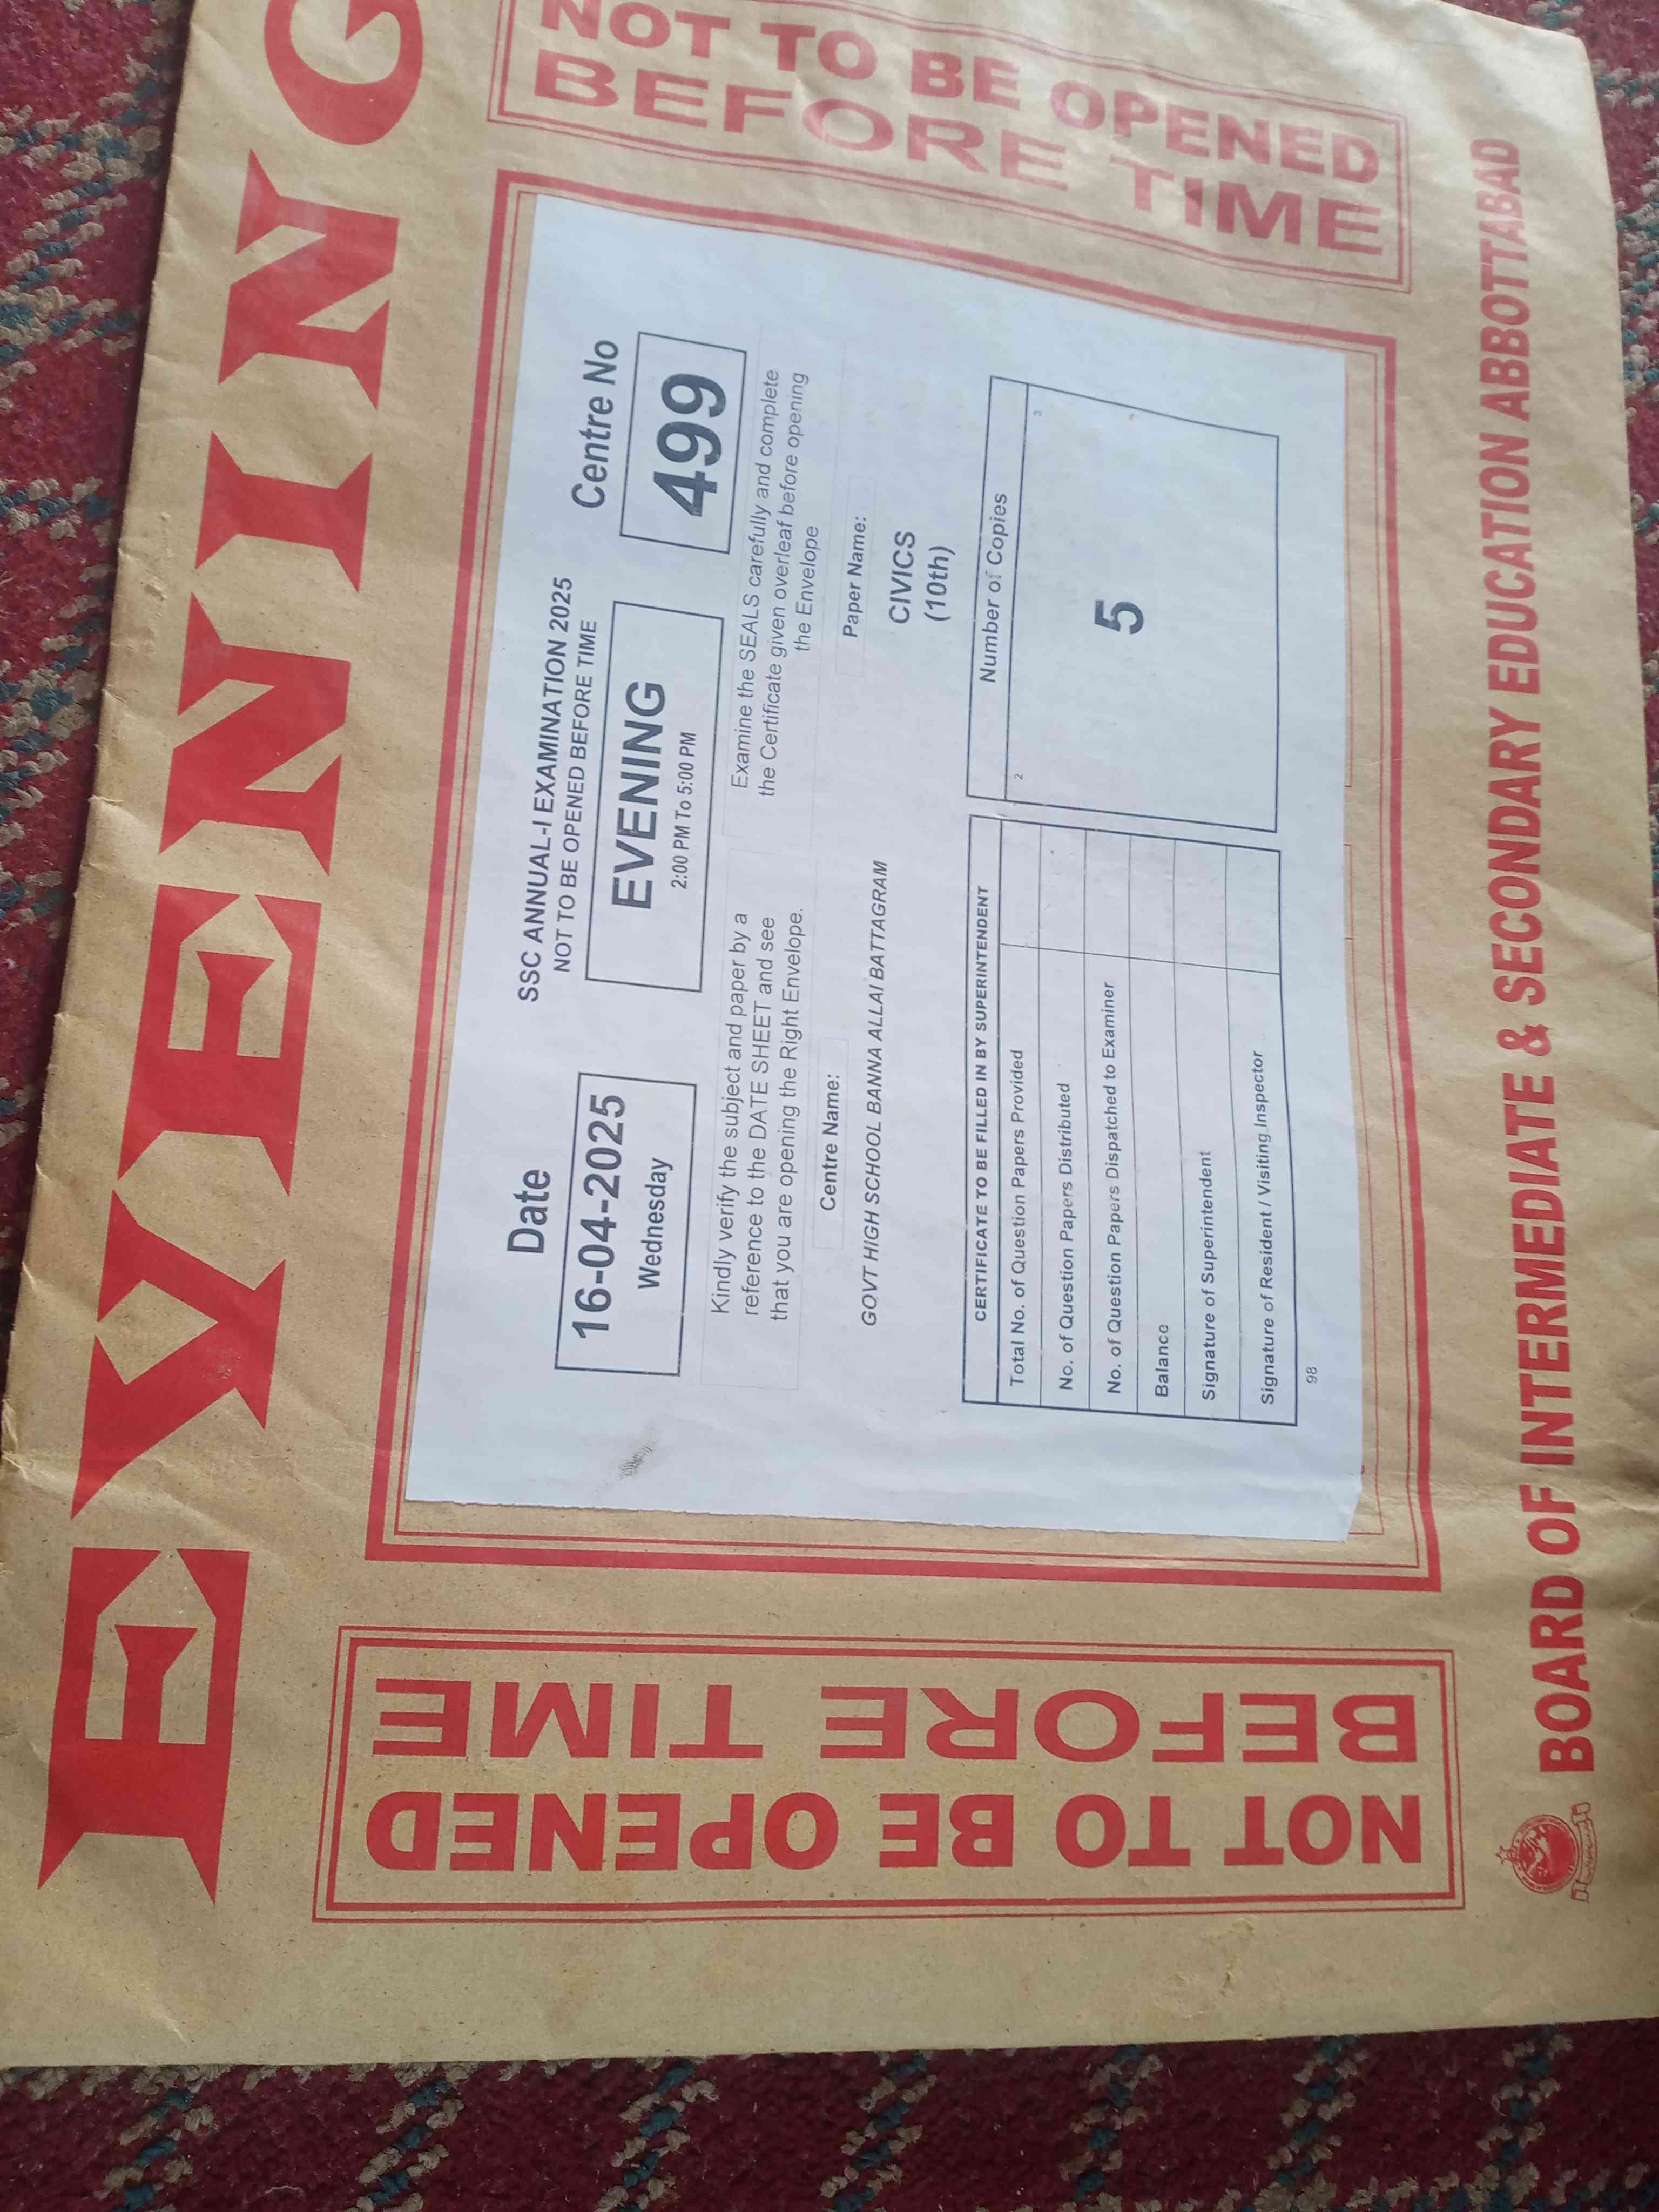 EVENING
NOT TO BE OPENED
BEFORE TIME
NOT TO BE OPENED
BEFORE TIME
SSC ANNUAL-I EXAMINATION 2025
NOT TO BE OPENED BEFORE TIME
Date
16-04-2025
Wednesday
EVENING
2:00 PM To 5:00 PM
Centre No
499
Kindly verify the subject and paper by a
reference to the DATE SHEET and see
that you are opening the Right Envelope.
Examine the SEALS carefully and complete
the Certificate given overleaf before opening
the Envelope
Centre Name:
GOVT HIGH SCHOOL BANNA ALLAI BATTAGRAM
Paper Name:
CIVICS
(10th)
CERTIFICATE TO BE FILLED IN BY SUPERINTENDENT
Total No. of Question Papers Provided
No. of Question Papers Distributed
No. of Question Papers Dispatched to Examiner
Balance
Signature of Superintendent
Signature of Resident / Visiting Inspector
Number of Copies
2 3
5
98
BOARD OF INTERMEDIATE & SECONDARY EDUCATION ABBOTTABAD